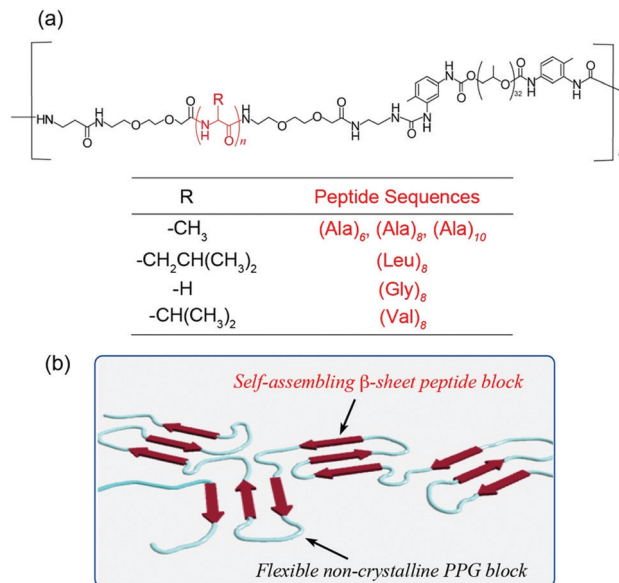 (a)
R
H
N
O
n
32
R Peptide Sequences
-CH3 (Ala)6, (Ala)8, (Ala)10
-CH2CH(CH3)2 (Leu)8
-H (Gly)8
-CH(CH3)2 (Val)8
(b)
Self-assembling β-sheet peptide block
Flexible non-crystalline PPG block